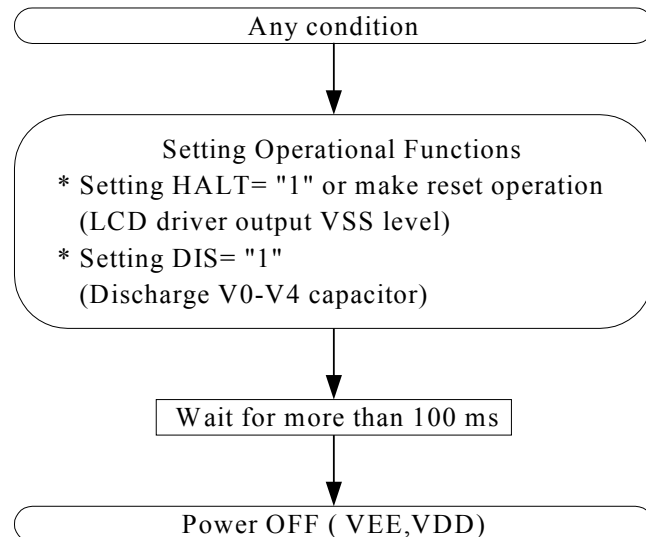 Any condition
Setting Operational Functions
* Setting HALT= "1" or make reset operation
(LCD driver output VSS level)
* Setting DIS= "1"
(Discharge V0-V4 capacitor)
Wait for more than 100 ms
Power OFF ( VEE,VDD)